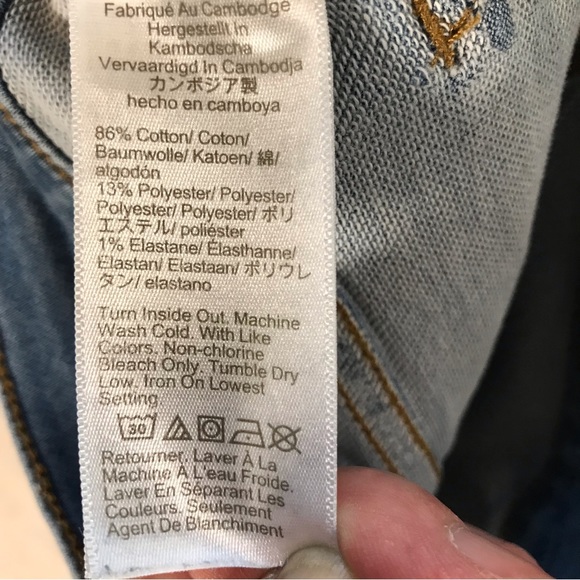 Fabriqué Au Cambodge
Hergestellt In
Kambodscha
Vervaardigd In Cambodja
カンボジア製
hecho en camboya
86% Cotton/ Coton/
Baumwolle/ Katoen/ 綿/
algodón
13% Polyester/ Polyester/
Polyester/ Polyester/ ポリ
エステル/ poliéster
1% Elastane/ Élasthanne/
Elastan/ Elastaan/ ポリウレ
タン/ elastano
Turn Inside Out. Machine
Wash Cold. With Like
Colors. Non-chlorine
Bleach Only. Tumble Dry
Low. Iron On Lowest
Setting
30
Retourner. Laver À La
Machine À L'eau Froide.
Laver En Séparant Les
Couleurs. Seulement
Agent De Blanchiment